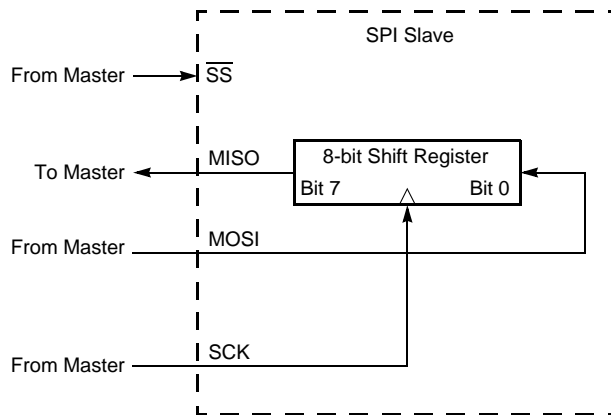 SPI Slave
From Master
S̅S̅
8-bit Shift Register
To Master
MISO
Bit 7
Bit 0
From Master
MOSI
From Master
SCK